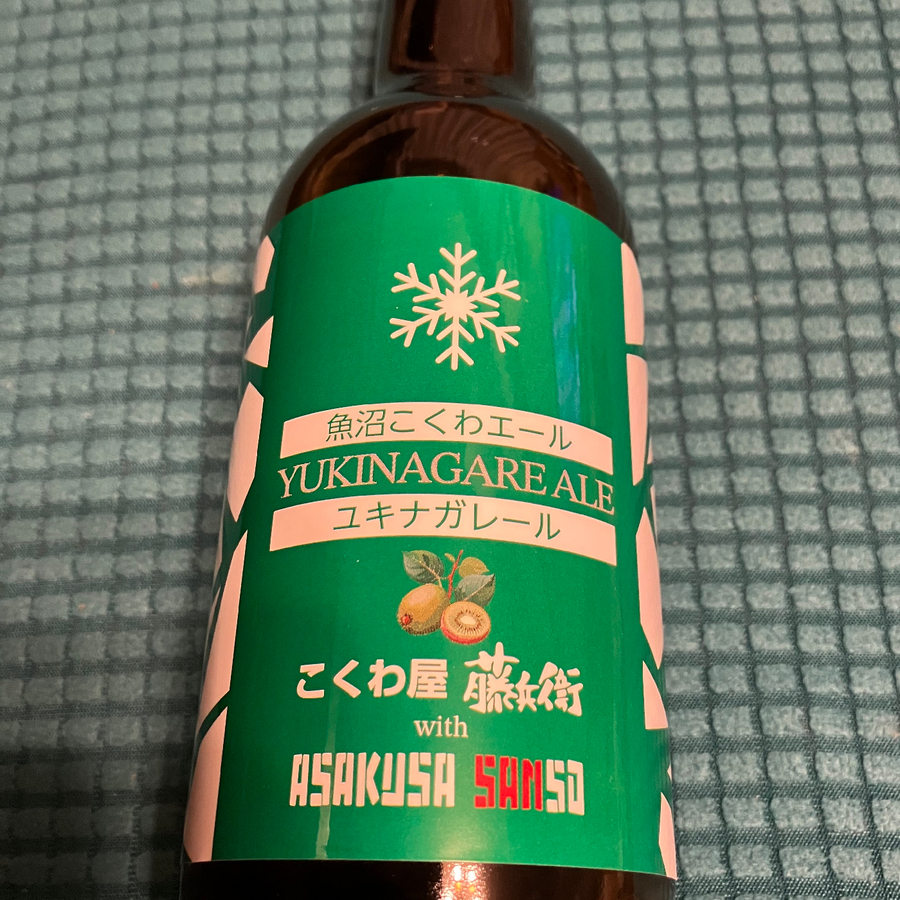 魚沼こくわエール
YUKINAGARE ALE
ユキナガレール
こくわ屋 藤兵衛
with
ASAKUSA SANSO